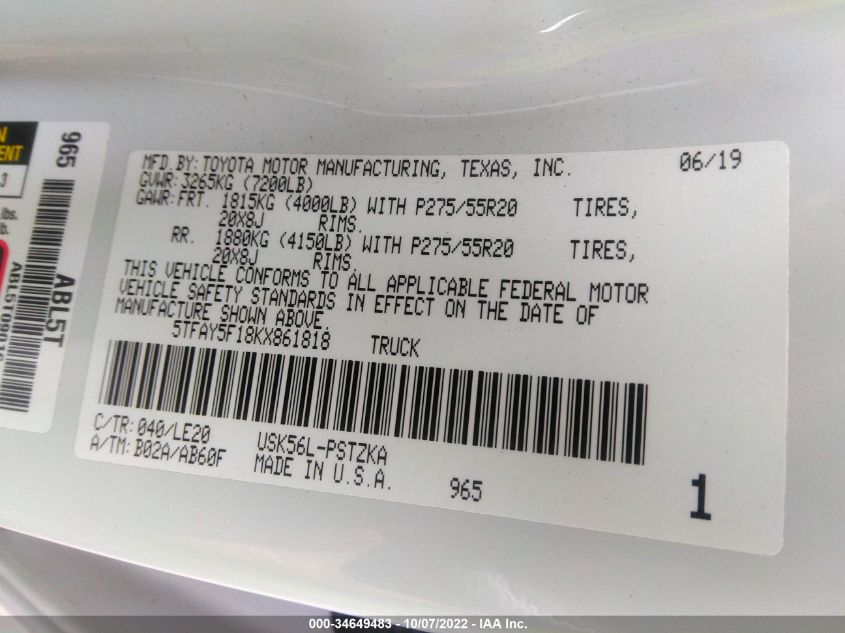 MFD. BY: TOYOTA MOTOR MANUFACTURING, TEXAS, INC. 06/19
GVWR: 3265KG (7200LB)
GAWR: FRT. 1815KG (4000LB) WITH P275/55R20 TIRES,
20X8J RIMS.
RR. 1880KG (4150LB) WITH P275/55R20 TIRES,
20X8J RIMS.
THIS VEHICLE CONFORMS TO ALL APPLICABLE FEDERAL MOTOR
VEHICLE SAFETY STANDARDS IN EFFECT ON THE DATE OF
MANUFACTURE SHOWN ABOVE.
5TFAY5F18KX861818 TRUCK
C/TR: 040/LE20 USK56L-PSTZKA
A/TM: B02A/AB60F MADE IN U.S.A. 965
1
965
ABL5T
lbs.
lb.
3
000-34649483 - 10/07/2022 - IAA Inc.